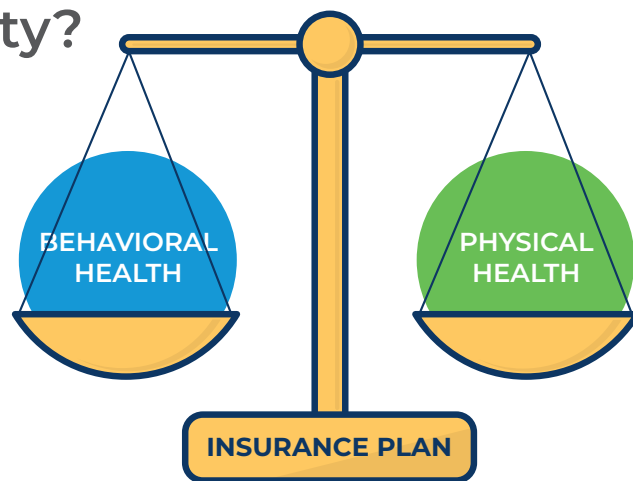 ty?
BEHAVIORAL
HEALTH
PHYSICAL
HEALTH
INSURANCE PLAN